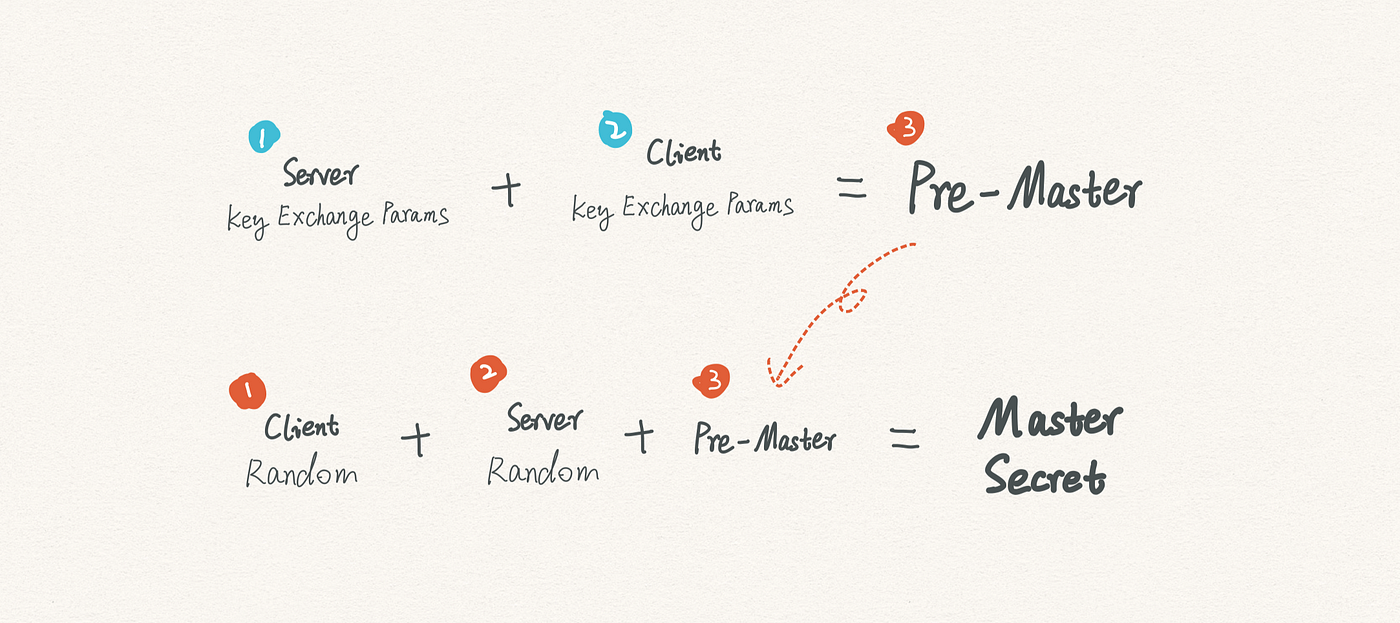 1 2 3
Server + Client = Pre-Master
Key Exchange Params Key Exchange Params
1 2 3
Client + Server + Pre-Master = Master
Random Random Secret